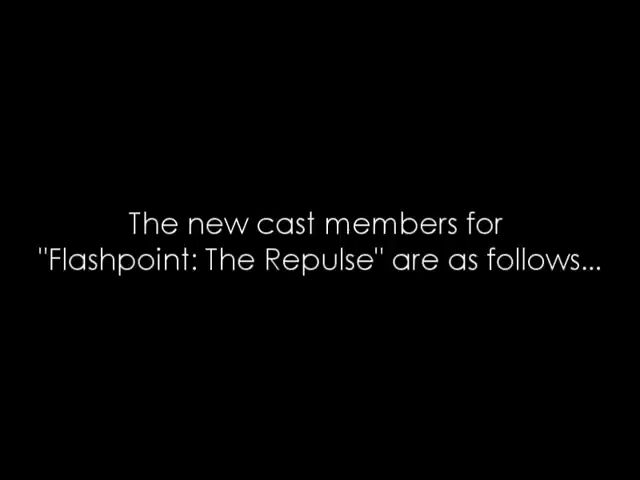 The new cast members for
"Flashpoint: The Repulse" are as follows...